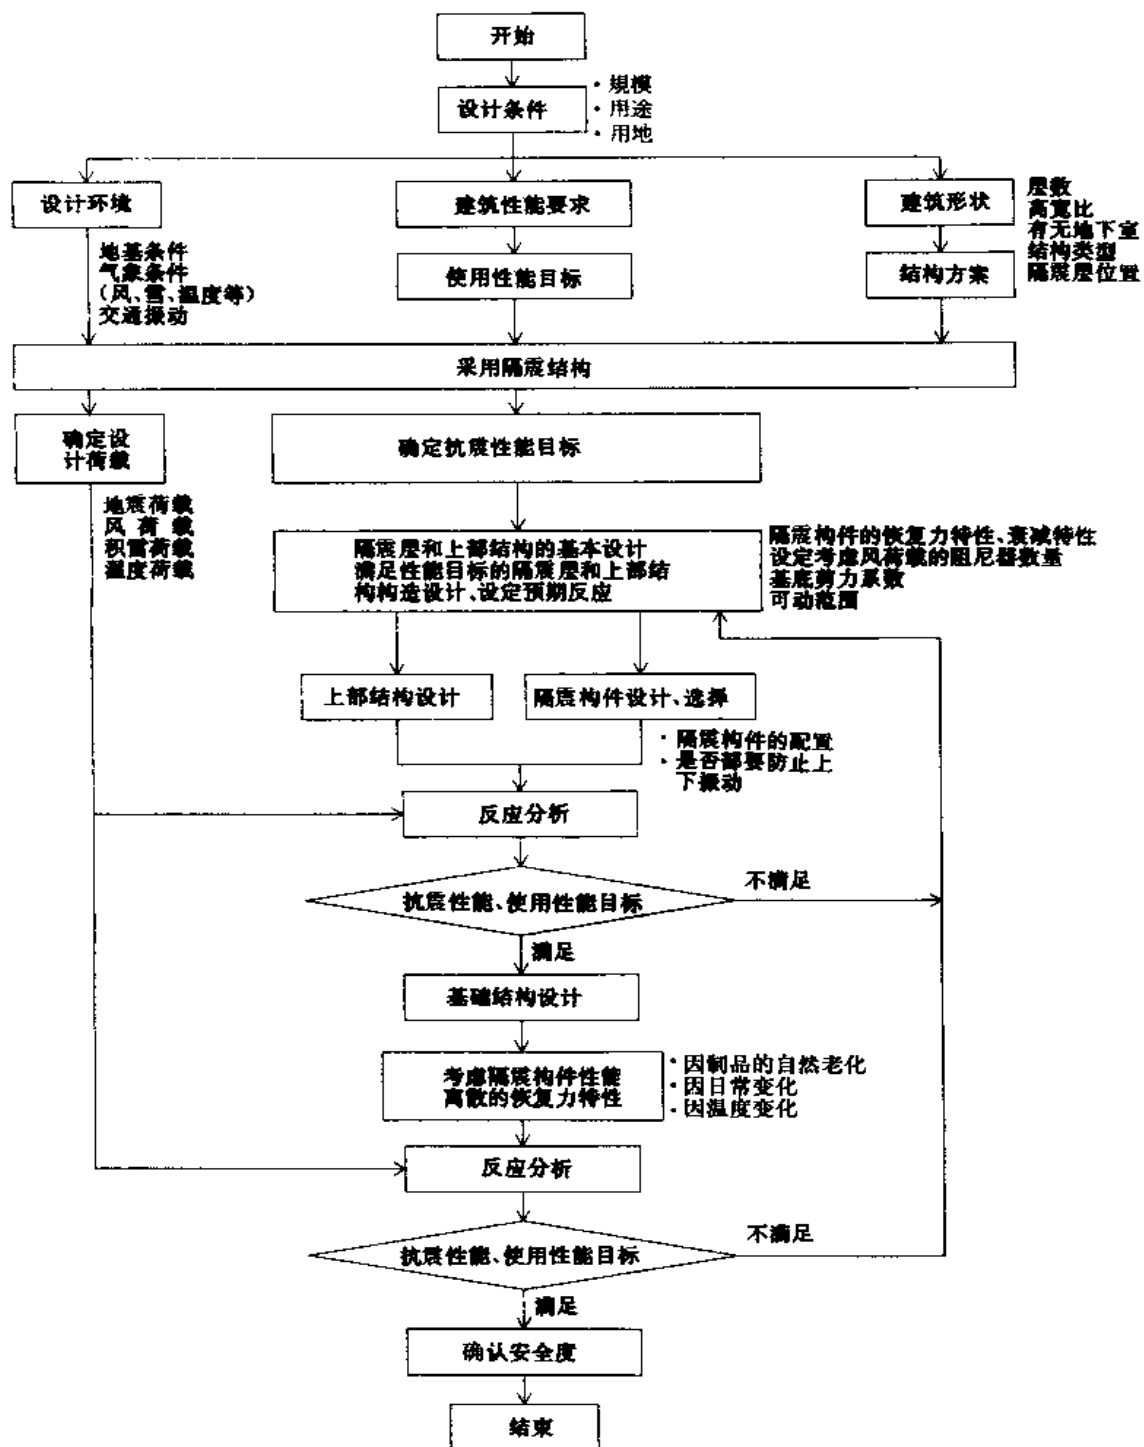 开始
设计条件
·规模
·用途
·用地
设计环境
建筑性能要求
建筑形状
层数
高宽比
有无地下室
结构类型
隔震层位置
地基条件
气象条件
(风、雪、温度等)
交通振动
使用性能目标
结构方案
采用隔震结构
确定设
计荷载
确定抗震性能目标
地震荷载
风荷载
积雪荷载
温度荷载
隔震层和上部结构的基本设计
满足性能目标的隔震层和上部结
构构造设计、设定预期反应
隔震构件的恢复力特性、衰减特性
设定考虑风荷载的阻尼器数量
基底剪力系数
可动范围
上部结构设计
隔震构件设计、选择
·隔震构件的配置
·是否都要防止上
下振动
反应分析
抗震性能、使用性能目标
不满足
满足
基础结构设计
考虑隔震构件性能
离散的恢复力特性
·因制品的自然老化
·因日常变化
·因温度变化
反应分析
抗震性能、使用性能目标
不满足
满足
确认安全度
结束